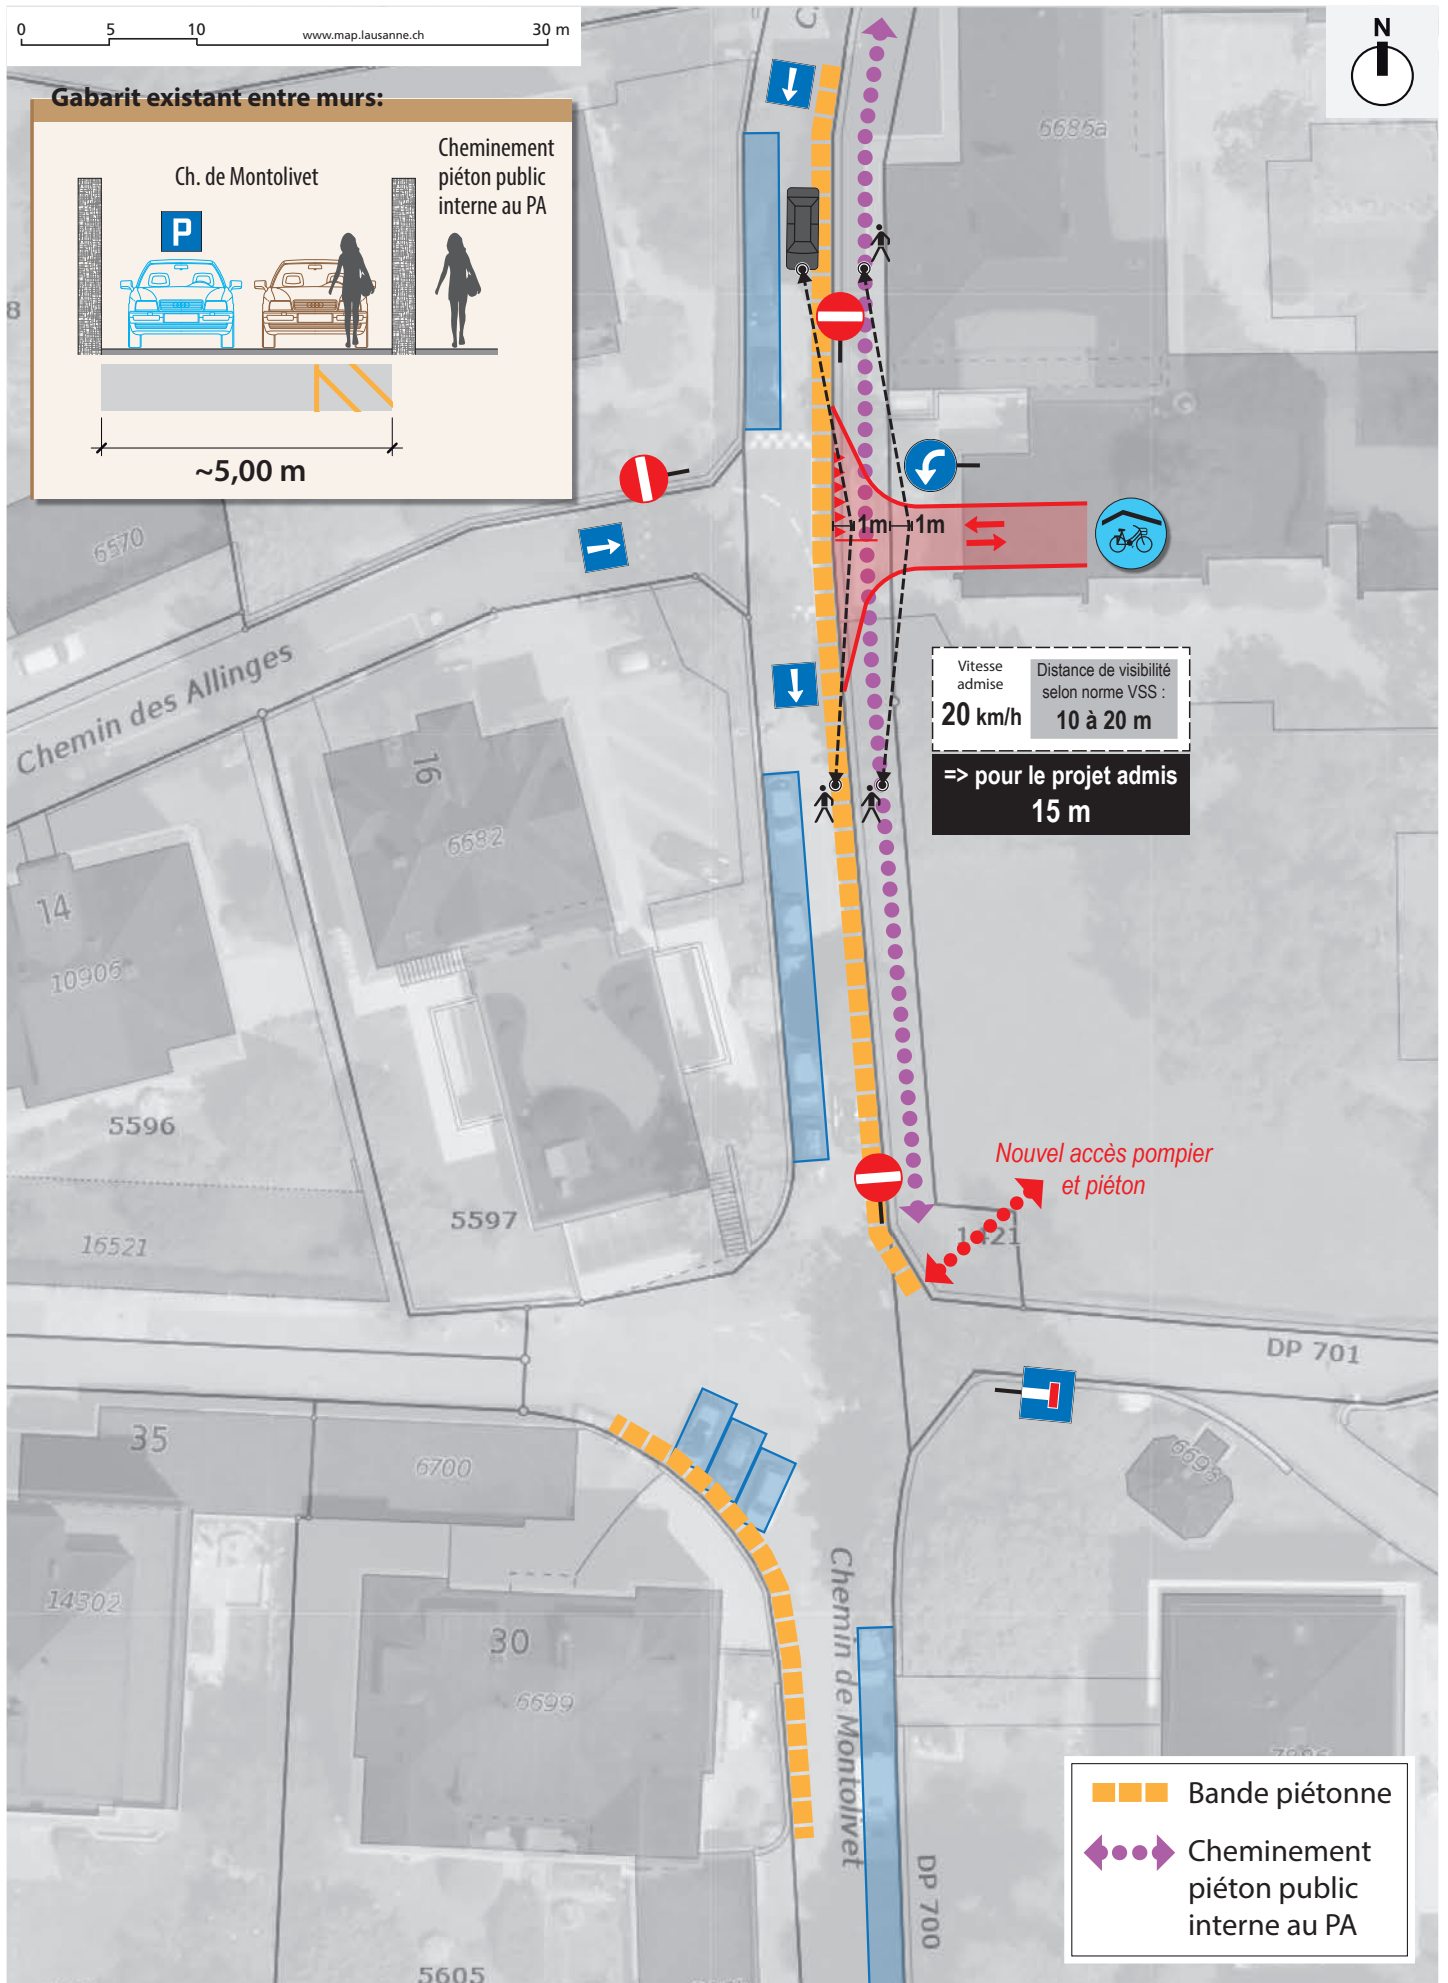 0 5 10 30 m
www.map.lausanne.ch
N
Gabarit existant entre murs:
Ch. de Montolivet
Cheminement
piéton public
interne au PA
P
~5,00 m
8
6686a
6570
1m 1m
Chemin des Allinges
Vitesse
admise
20 km/h
Distance de visibilité
selon norme VSS :
10 à 20 m
=> pour le projet admis
15 m
16
6682
14
10906
5596
5597
16521
Nouvel accès pompier
et piéton
1421
DP 701
35
6700
6698
14302
30
6699
Chemin de Montolivet
DP 700
5605
Bande piétonne
Cheminement
piéton public
interne au PA